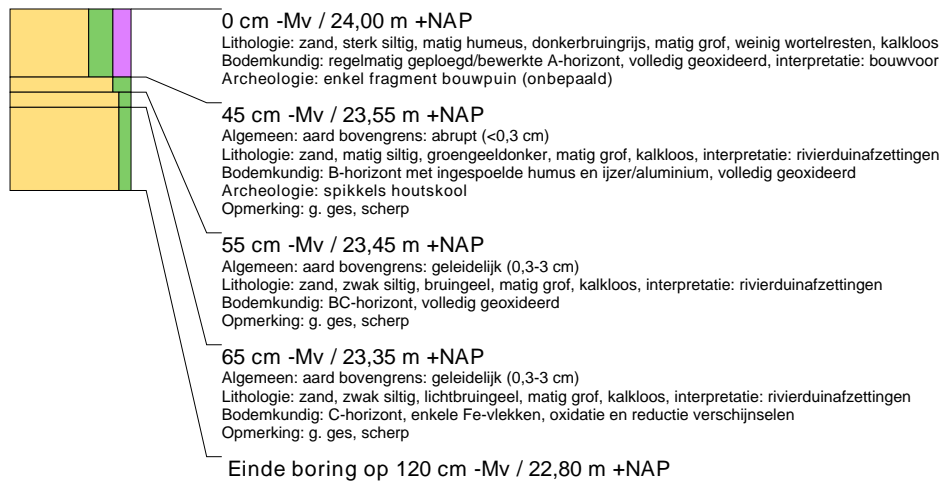 0 cm -Mv / 24,00 m +NAP
Lithologie: zand, sterk siltig, matig humeus, donkerbruingrijs, matig grof, weinig wortelresten, kalkloos
Bodemkundig: regelmatig geploegd/bewerkte A-horizont, volledig geoxideerd, interpretatie: bouwvoor
Archeologie: enkel fragment bouwpuin (onbepaald)
45 cm -Mv / 23,55 m +NAP
Algemeen: aard bovengrens: abrupt (<0,3 cm)
Lithologie: zand, matig siltig, groengeeldonker, matig grof, kalkloos, interpretatie: rivierduinafzettingen
Bodemkundig: B-horizont met ingespoelde humus en ijzer/aluminium, volledig geoxideerd
Archeologie: spikkels houtskool
Opmerking: g. ges, scherp
55 cm -Mv / 23,45 m +NAP
Algemeen: aard bovengrens: geleidelijk (0,3-3 cm)
Lithologie: zand, zwak siltig, bruingeel, matig grof, kalkloos, interpretatie: rivierduinafzettingen
Bodemkundig: BC-horizont, volledig geoxideerd
Opmerking: g. ges, scherp
65 cm -Mv / 23,35 m +NAP
Algemeen: aard bovengrens: geleidelijk (0,3-3 cm)
Lithologie: zand, zwak siltig, lichtbruingeel, matig grof, kalkloos, interpretatie: rivierduinafzettingen
Bodemkundig: C-horizont, enkele Fe-vlekken, oxidatie en reductie verschijnselen
Opmerking: g. ges, scherp
Einde boring op 120 cm -Mv / 22,80 m +NAP